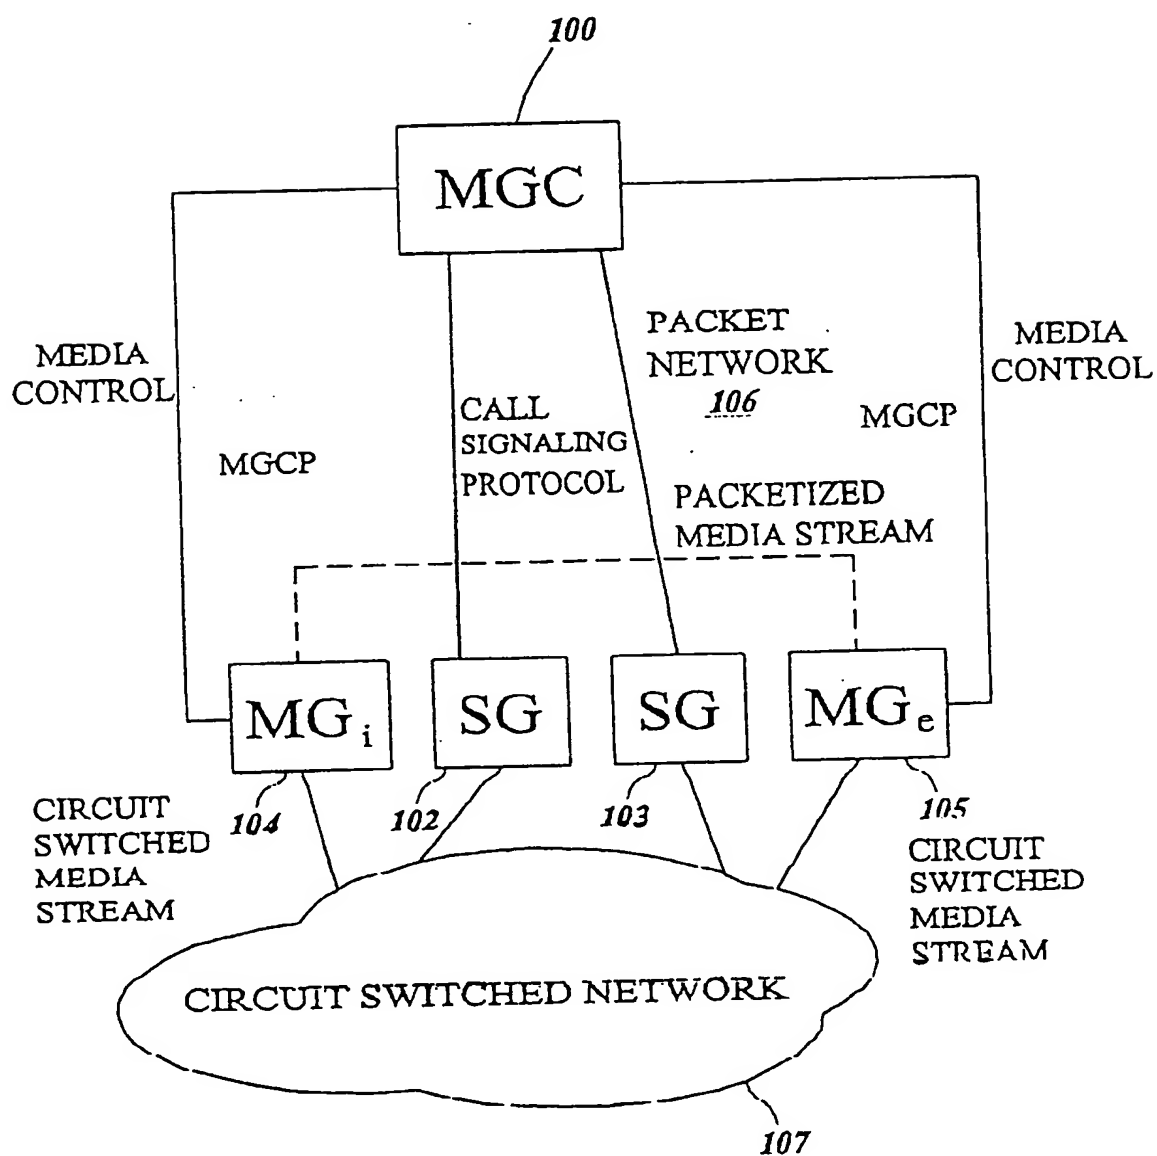 100
MGC
PACKET
NETWORK
106
MEDIA
CONTROL
MEDIA
CONTROL
MGCP
CALL
SIGNALING
PROTOCOL
MGCP
PACKETIZED
MEDIA STREAM
MGi
SG
SG
MGe
104
102
103
105
CIRCUIT
SWITCHED
MEDIA
STREAM
CIRCUIT
SWITCHED
MEDIA
STREAM
CIRCUIT SWITCHED NETWORK
107